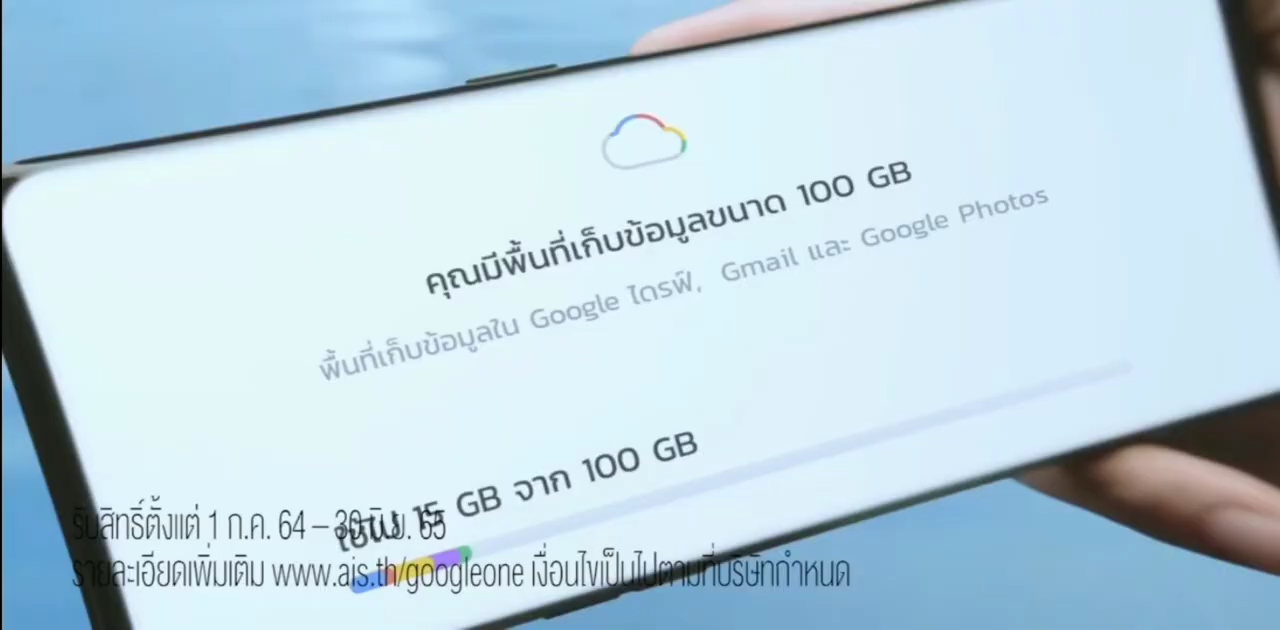 คุณมีพื้นที่เก็บข้อมูลขนาด 100 GB
พื้นที่เก็บข้อมูลใน Google ไดรฟ์, Gmail และ Google Photos
15 GB จาก 100 GB
รับสิทธิ์ตั้งแต่ 1 ก.ค. 64 – 30 มิ.ย. 65
รายละเอียดเพิ่มเติม www.ais.th/googleone เงื่อนไขเป็นไปตามที่บริษัทกำหนด